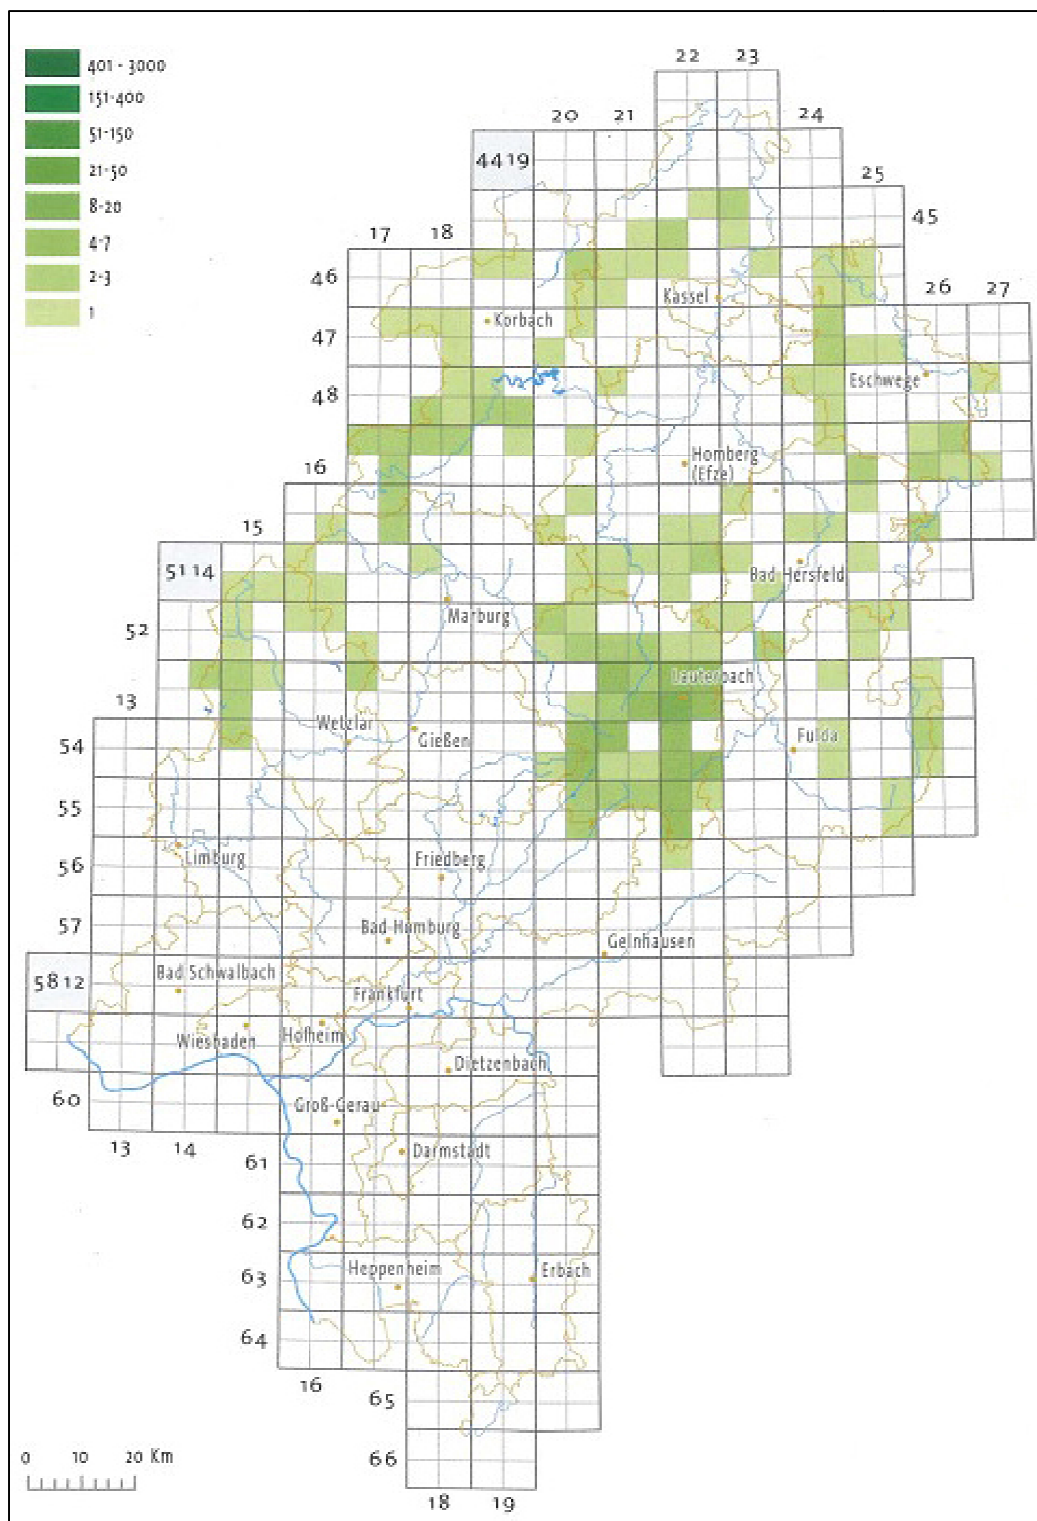 401 - 3000
151-400
51-150
21-50
8-20
4-7
2-3
1
22 23
20 21 24
4419
25
45
17 18
46
26 27
Kassel
Korbach
47
Eschwege
48
Homberg
(Efze)
16
15
5114
Bad Hersfeld
Marburg
52
Lauterbach
13
Wetzlar
Gießen
Fulda
54
55
Limburg
Friedberg
56
57
Bad Homburg
Gelnhausen
5812
Bad Schwalbach
Frankfurt
Wiesbaden
Hofheim
Dietzenbach
60
Groß-Gerau
13 14
61
Darmstadt
62
Heppenheim
Erbach
63
64
16
65
66
0 10 20 Km
18 19